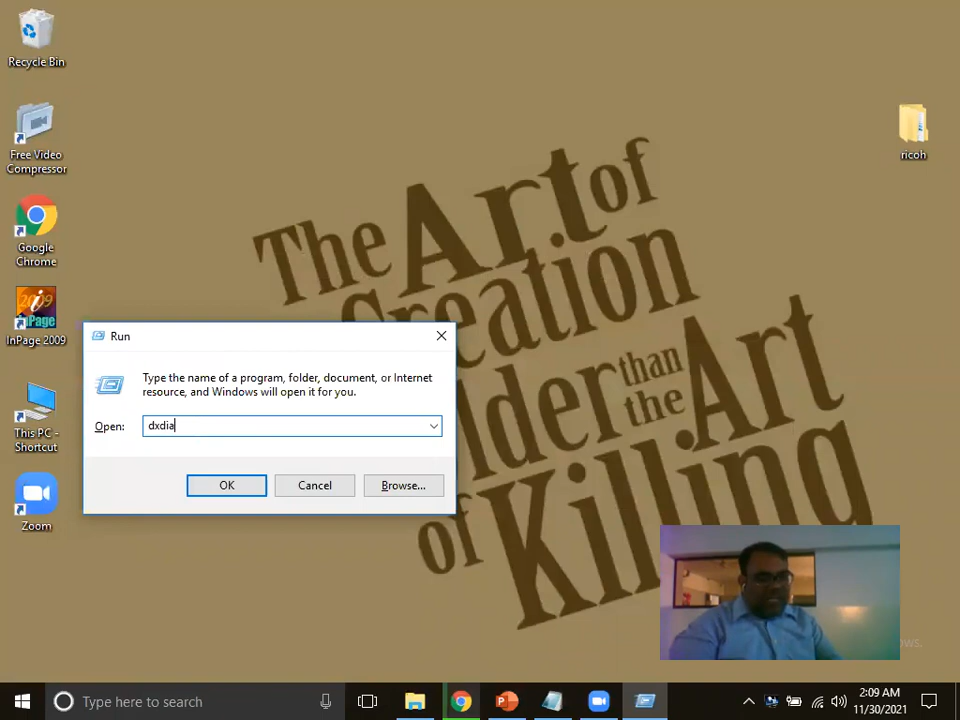 Recycle Bin
Free Video
Compressor
Google
Chrome
2009
InPage
InPage 2009
This PC -
Shortcut
Zoom
ricoh
The Art of
Creation
than
the Art
of Killing
Run
Type the name of a program, folder, document, or Internet
resource, and Windows will open it for you.
Open:
dxdia
OK
Cancel
Browse...
Type here to search
2:09 AM
11/30/2021